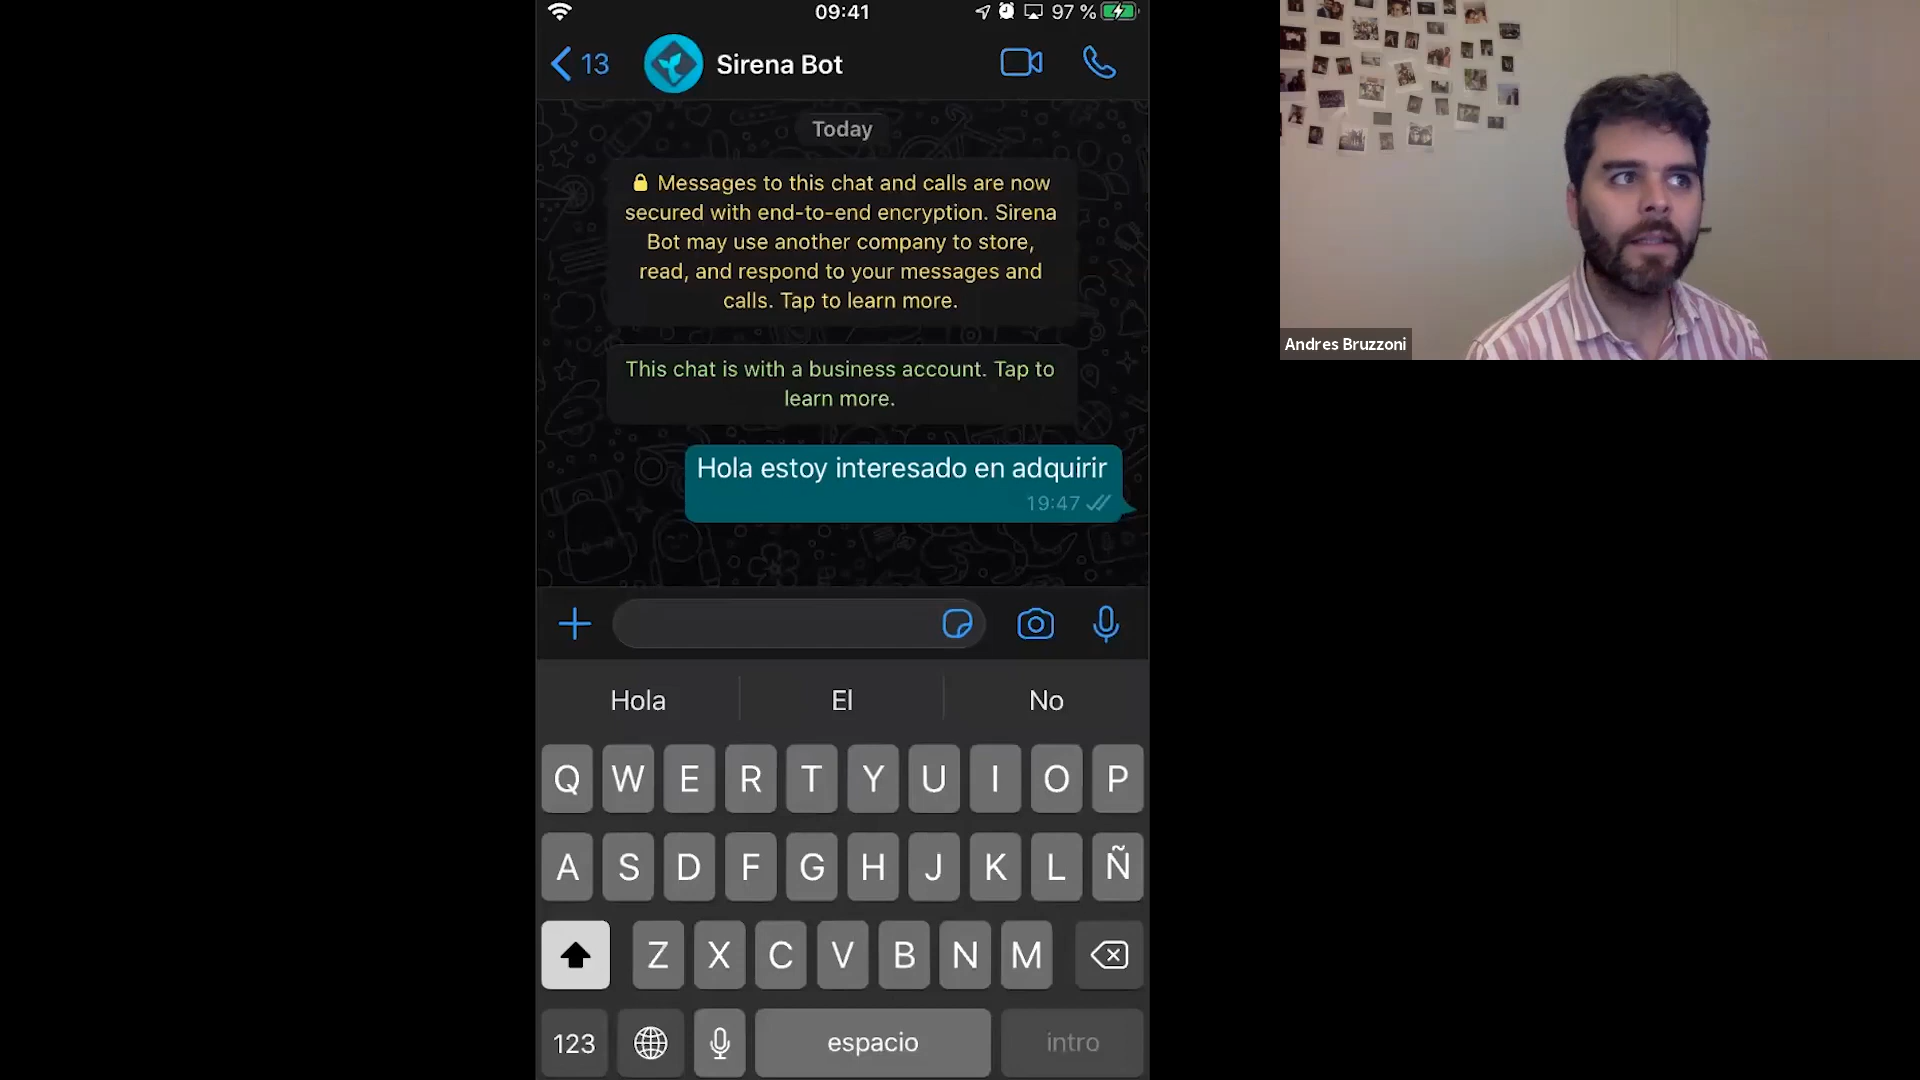 09:41
97 %
13
Sirena Bot
Today
Messages to this chat and calls are now
secured with end-to-end encryption. Sirena
Bot may use another company to store,
read, and respond to your messages and
calls. Tap to learn more.
This chat is with a business account. Tap to
learn more.
Hola estoy interesado en adquirir
19:47
Hola El No
Q W E R T Y U I O P
A S D F G H J K L Ñ
Z X C V B N M
123 espacio intro
Andres Bruzzoni